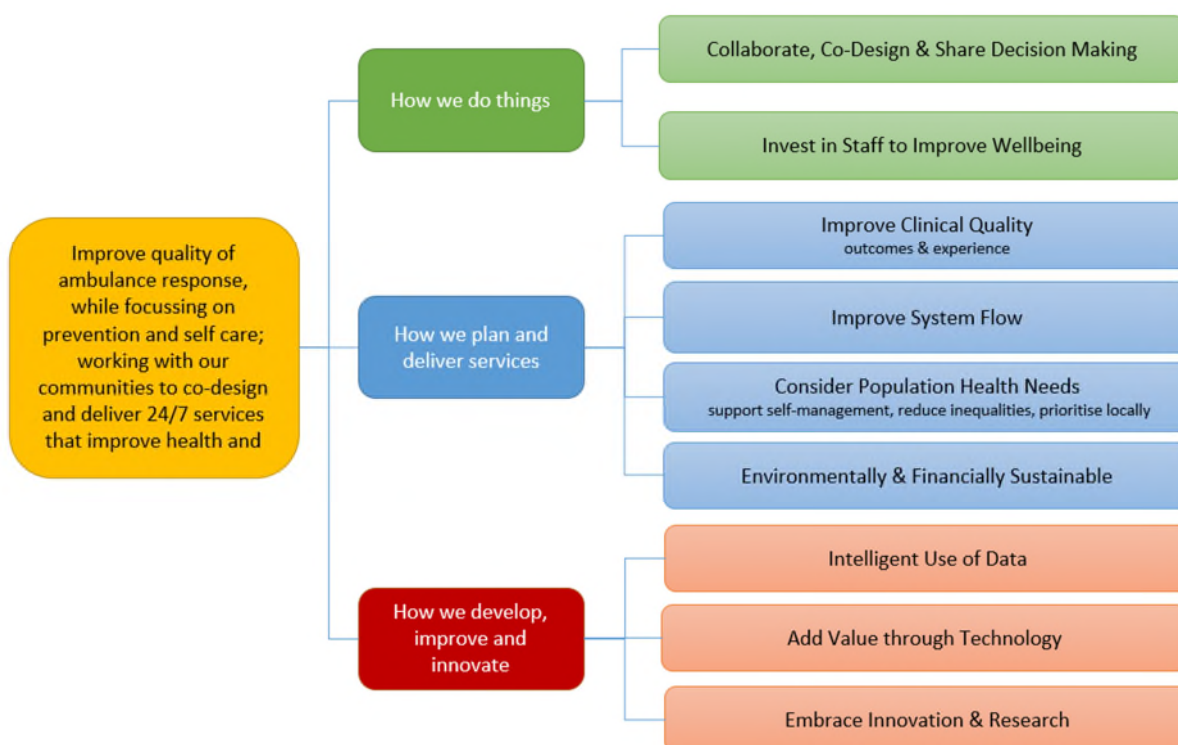 Improve quality of
ambulance response,
while focussing on
prevention and self care;
working with our
communities to co-design
and deliver 24/7 services
that improve health and
How we do things
Collaborate, Co-Design & Share Decision Making
Invest in Staff to Improve Wellbeing
How we plan and
deliver services
Improve Clinical Quality
outcomes & experience
Improve System Flow
Consider Population Health Needs
support self-management, reduce inequalities, prioritise locally
Environmentally & Financially Sustainable
How we develop,
improve and
innovate
Intelligent Use of Data
Add Value through Technology
Embrace Innovation & Research